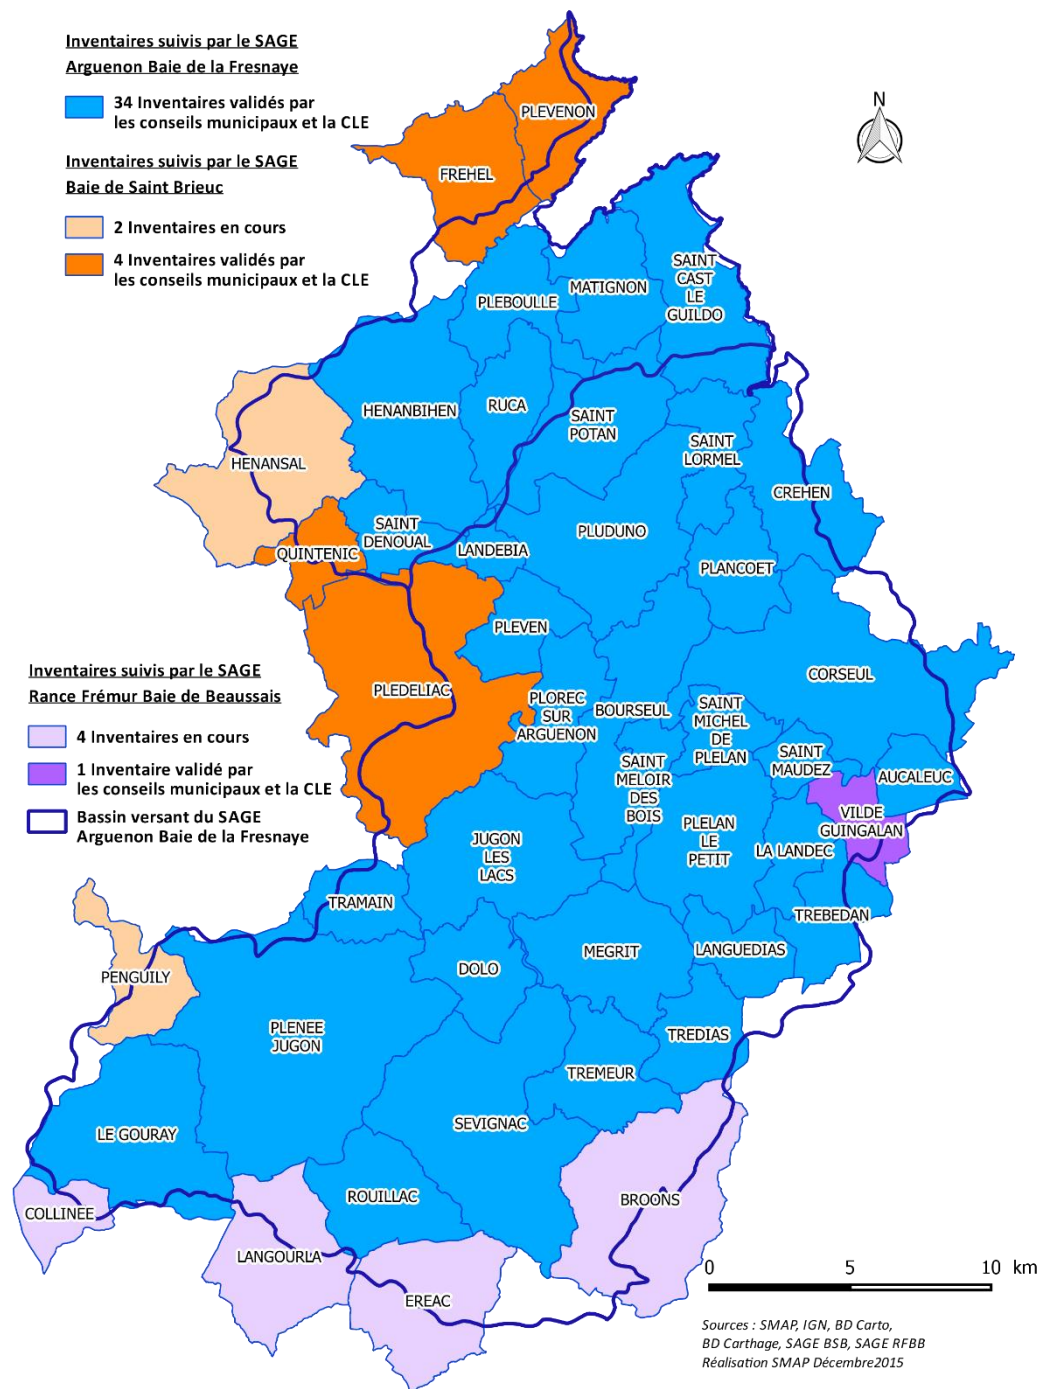 Inventaires suivis par le SAGE
Arguenon Baie de la Fresnaye
34 Inventaires validés par
les conseils municipaux et la CLE
Inventaires suivis par le SAGE
Baie de Saint Brieuc
2 Inventaires en cours
4 Inventaires validés par
les conseils municipaux et la CLE
N
PLEVENON
FREHEL
SAINT
CAST
LE
GUILDO
MATIGNON
PLEBOULLE
HENANBIHEN
RUCA
SAINT
POTAN
SAINT
LORMEL
HENANSAL
CREHEN
SAINT
DENOUAL
PLUDUNO
LANDEBIA
QUINTENIC
PLANCOET
PLEVEN
Inventaires suivis par le SAGE
Rance Frémur Baie de Beaussais
4 Inventaires en cours
1 Inventaire validé par
les conseils municipaux et la CLE
Bassin versant du SAGE
Arguenon Baie de la Fresnaye
CORSEUL
PLEDELIAC
PLOREC
SUR
ARGUENON
BOURSEUL
SAINT
MICHEL
DE
PLELAN
SAINT
MAUDEZ
AUCALEUC
SAINT
MELOIR
DES
BOIS
VILDE
GUINGALAN
PLELAN
LE
PETIT
JUGON
LES
LACS
LA LANDEC
TRAMAIN
TREBEDAN
LANGUEDIAS
MEGRIT
DOLO
PENGUILY
PLENEE
JUGON
TREDIAS
TREMEUR
SEVIGNAC
LE GOURAY
ROUILLAC
BROONS
COLLINEE
LANGOURLA
EREAC
0 5 10 km
Sources : SMAP, IGN, BD Carto,
BD Carthage, SAGE BSB, SAGE RFBB
Réalisation SMAP Décembre2015